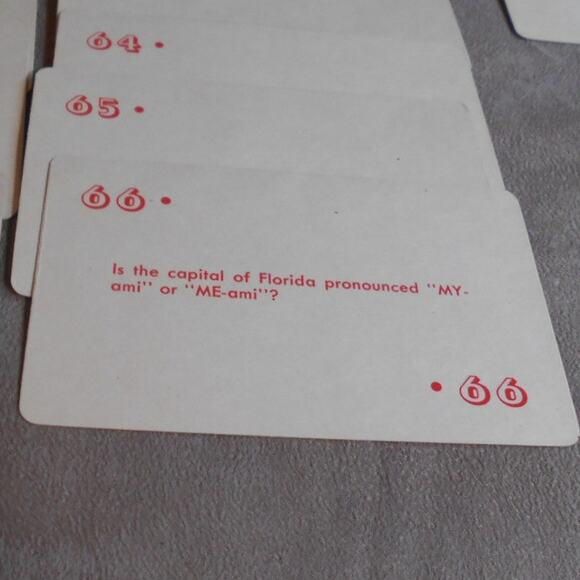 64 •
65 •
66 •
Is the capital of Florida pronounced "MY-
ami" or "ME-ami"?
• 66